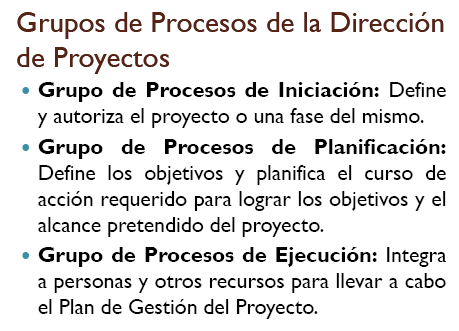 Grupos de Procesos de la Dirección
de Proyectos
• Grupo de Procesos de Iniciación: Define
y autoriza el proyecto o una fase del mismo.
• Grupo de Procesos de Planificación:
Define los objetivos y planifica el curso de
acción requerido para lograr los objetivos y el
alcance pretendido del proyecto.
• Grupo de Procesos de Ejecución: Integra
a personas y otros recursos para llevar a cabo
el Plan de Gestión del Proyecto.